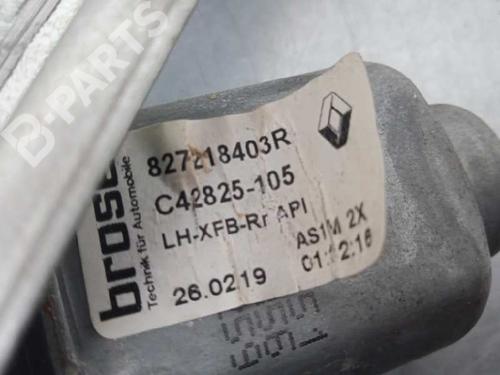 B-PARTS
brose
Technik für Automobile
827218403R
C42825-105
LH-XFB-Rr API
26.0219
AS1M 2X
01:12:16